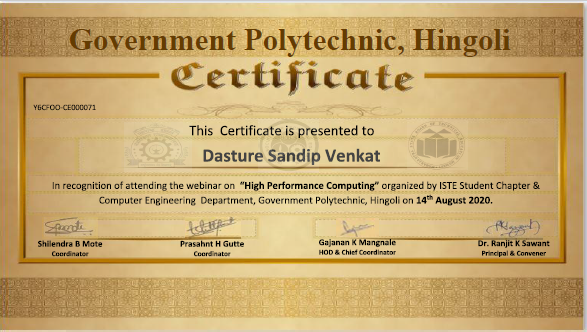 Government Polytechnic, Hingoli
Certificate
Y6CFOO-CE000071
This Certificate is presented to
Dasture Sandip Venkat
In recognition of attending the webinar on “High Performance Computing” organized by ISTE Student Chapter &
Computer Engineering Department, Government Polytechnic, Hingoli on 14th August 2020.
Shilendra B Mote
Coordinator
Prasahnt H Gutte
Coordinator
Gajanan K Mangnale
HOD & Chief Coordinator
Dr. Ranjit K Sawant
Principal & Convener